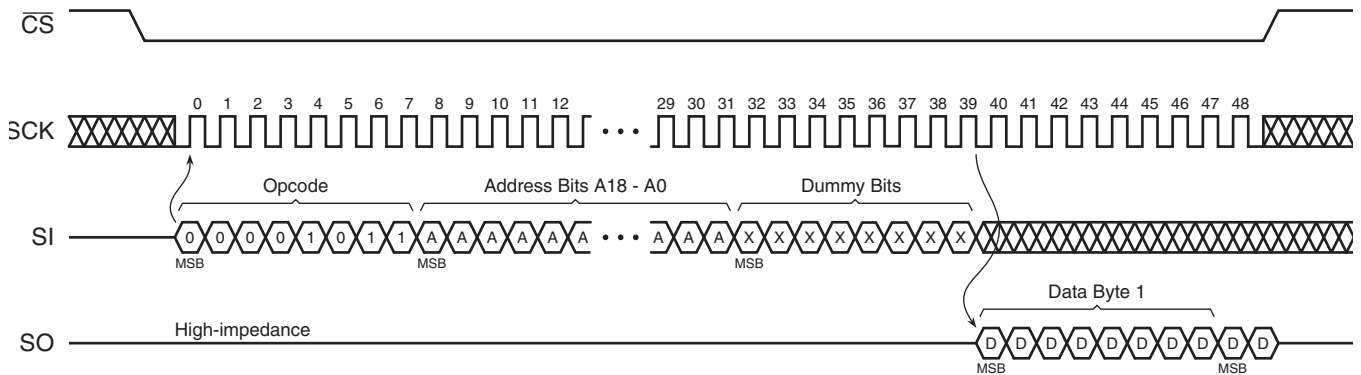 CS
0 1 2 3 4 5 6 7 8 9 10 11 12 29 30 31 32 33 34 35 36 37 38 39 40 41 42 43 44 45 46 47 48
SCK •••
Opcode Address Bits A18 - A0 Dummy Bits
SI 0 0 0 0 1 0 1 1 A A A A A A ••• A A A X X X X X X X X
MSB MSB MSB
Data Byte 1
High-impedance
SO D D D D D D D D D D
MSB MSB